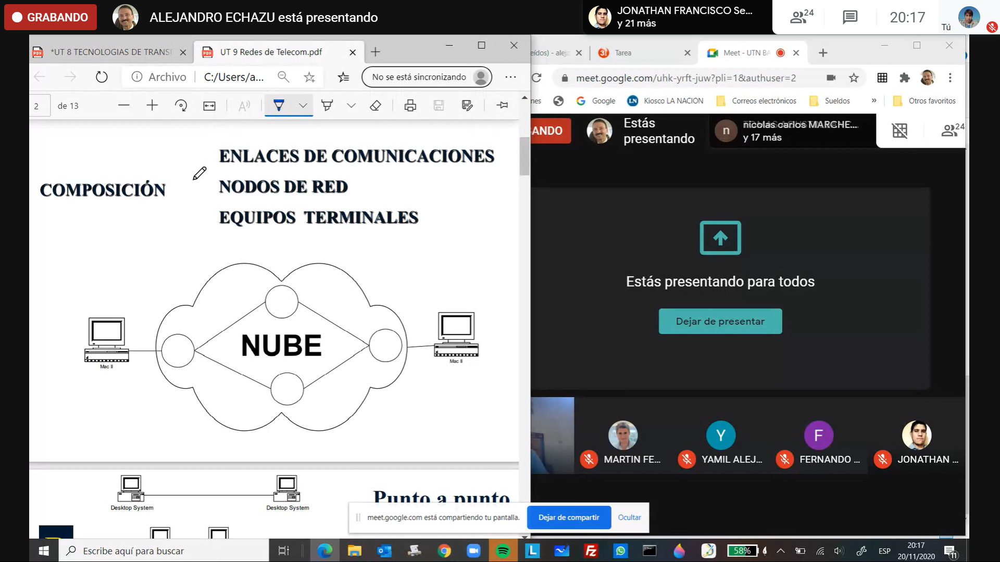 GRABANDO
ALEJANDRO ECHAZU está presentando
JONATHAN FRANCISCO Se...
y 21 más
24
20:17
Tú
*UT 8 TECNOLOGIAS DE TRANS
UT 9 Redes de Telecom.pdf
eídos) - aleja
Tarea
Meet - UTN BA
Archivo
C:/Users/a...
No se está sincronizando
meet.google.com/uhk-yrft-juw?pli=1&authuser=2
2
de 13
nes
Google
LN
Kiosco LA NACION
Correos electrónicos
Sueldos
»
Otros favoritos
ANDO
Estás
presentando
n
nicolas carlos MARCHE...
y 17 más
24
ENLACES DE COMUNICACIONES
COMPOSICIÓN
NODOS DE RED
EQUIPOS TERMINALES
NUBE
Mac II
Mac II
Estás presentando para todos
Dejar de presentar
Y
F
MARTIN FE...
YAMIL ALEJ...
FERNANDO ...
JONATHAN ...
Desktop System
Desktop System
Punto a punto
meet.google.com está compartiendo tu pantalla.
Dejar de compartir
Ocultar
Escribe aquí para buscar
58%
ESP
20:17
20/11/2020
11